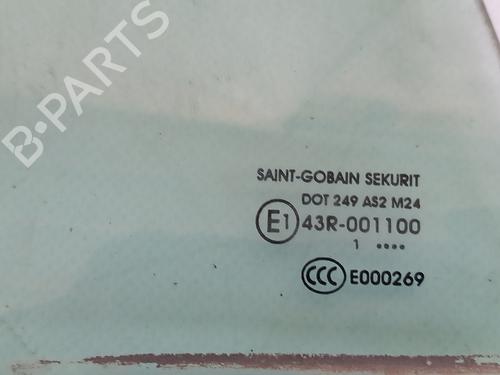 B-PARTS
SAINT-GOBAIN SEKURIT
DOT 249 AS2 M24
E1 43R-001100
1 ••••
CCC E000269